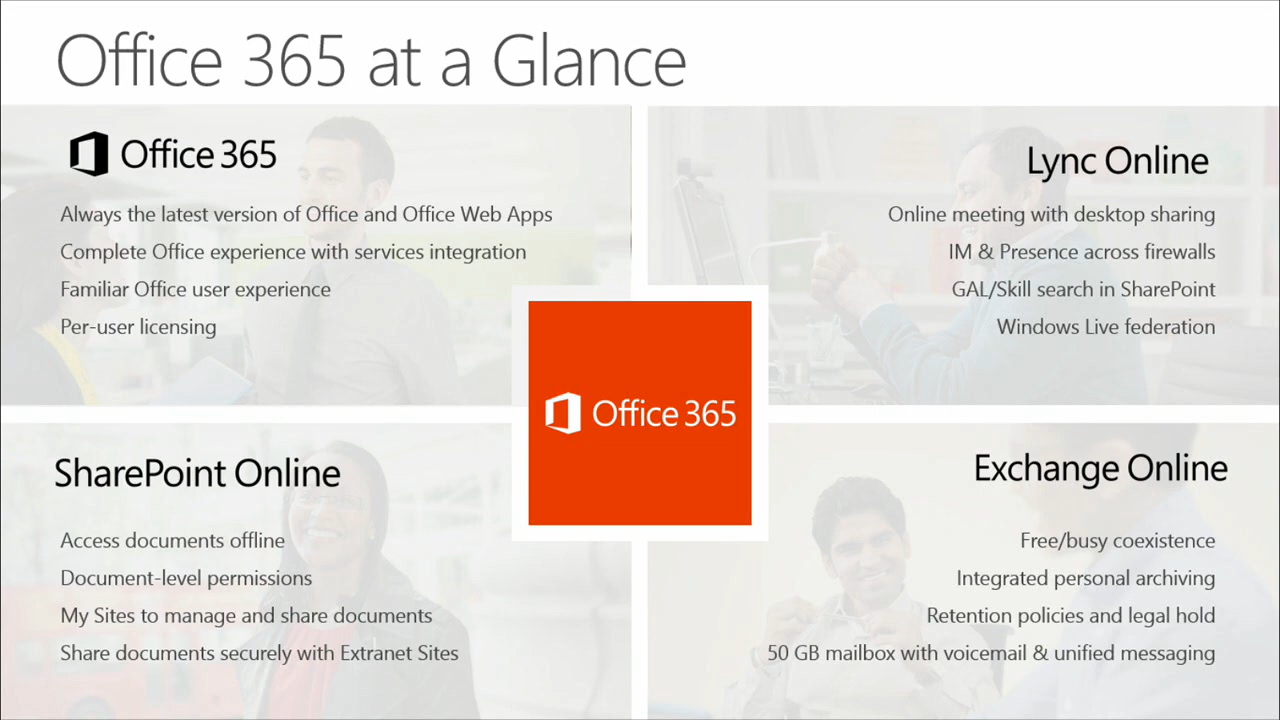 Office 365 at a Glance
Office 365
Always the latest version of Office and Office Web Apps
Complete Office experience with services integration
Familiar Office user experience
Per-user licensing
Lync Online
Online meeting with desktop sharing
IM & Presence across firewalls
GAL/Skill search in SharePoint
Windows Live federation
Office 365
SharePoint Online
Access documents offline
Document-level permissions
My Sites to manage and share documents
Share documents securely with Extranet Sites
Exchange Online
Free/busy coexistence
Integrated personal archiving
Retention policies and legal hold
50 GB mailbox with voicemail & unified messaging